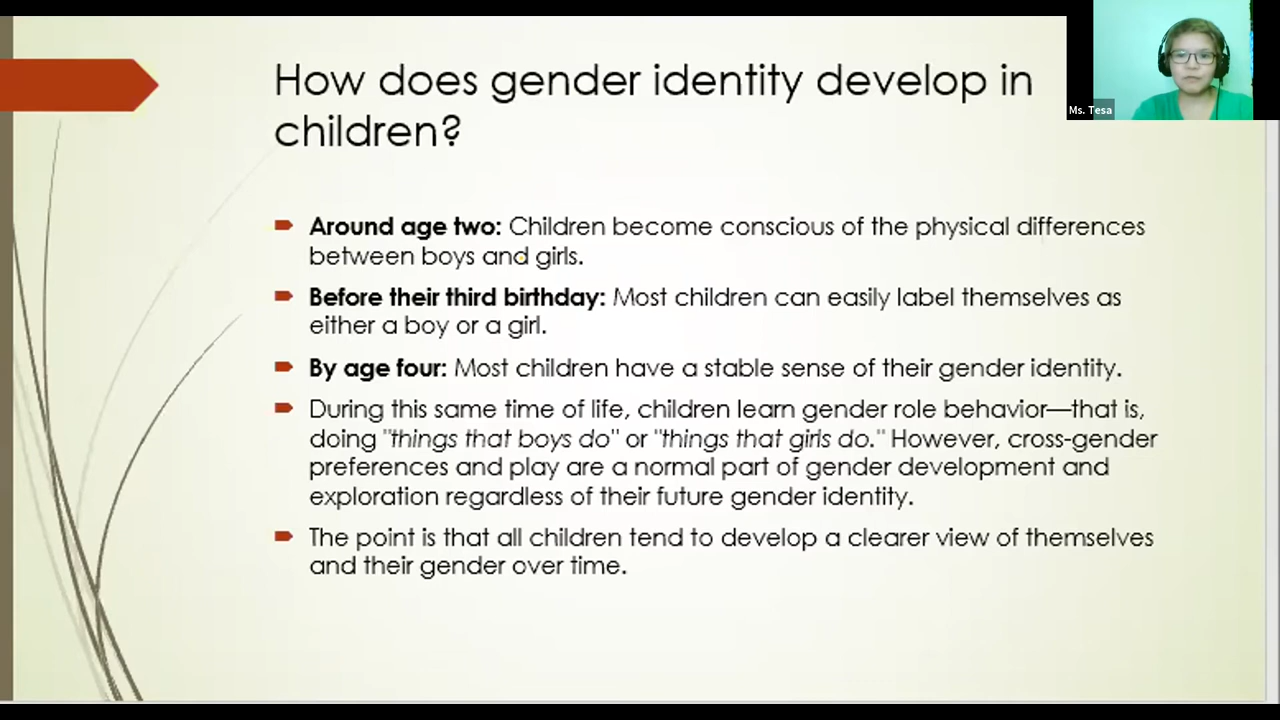 How does gender identity develop in
children?
Ms. Tesa
Around age two: Children become conscious of the physical differences
between boys and girls.
Before their third birthday: Most children can easily label themselves as
either a boy or a girl.
By age four: Most children have a stable sense of their gender identity.
During this same time of life, children learn gender role behavior—that is,
doing "things that boys do" or "things that girls do." However, cross-gender
preferences and play are a normal part of gender development and
exploration regardless of their future gender identity.
The point is that all children tend to develop a clearer view of themselves
and their gender over time.